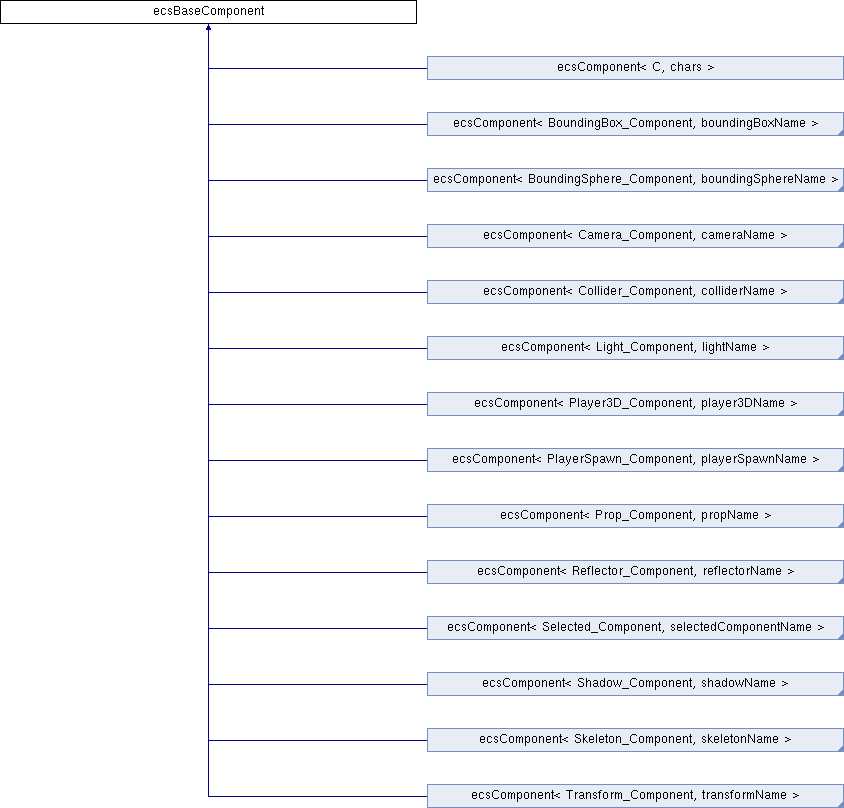 ecsBaseComponent
ecsComponent< C, chars >
ecsComponent< BoundingBox_Component, boundingBoxName >
ecsComponent< BoundingSphere_Component, boundingSphereName >
ecsComponent< Camera_Component, cameraName >
ecsComponent< Collider_Component, colliderName >
ecsComponent< Light_Component, lightName >
ecsComponent< Player3D_Component, player3DName >
ecsComponent< PlayerSpawn_Component, playerSpawnName >
ecsComponent< Prop_Component, propName >
ecsComponent< Reflector_Component, reflectorName >
ecsComponent< Selected_Component, selectedComponentName >
ecsComponent< Shadow_Component, shadowName >
ecsComponent< Skeleton_Component, skeletonName >
ecsComponent< Transform_Component, transformName >